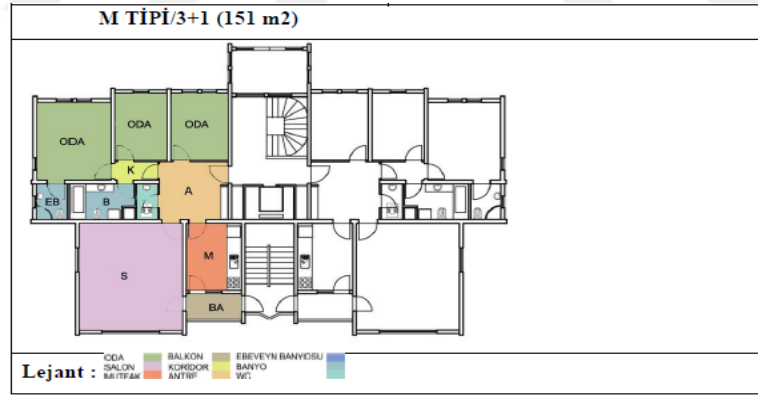 M TİPİ/3+1 (151 m2)
ODA ODA ODA
K
A
EB B
S M
BA
Lejant :
ODA BALKON EBEVEYN BANYOSU
SALON KORİDOR BANYO
MUTFAK ANTRE WC